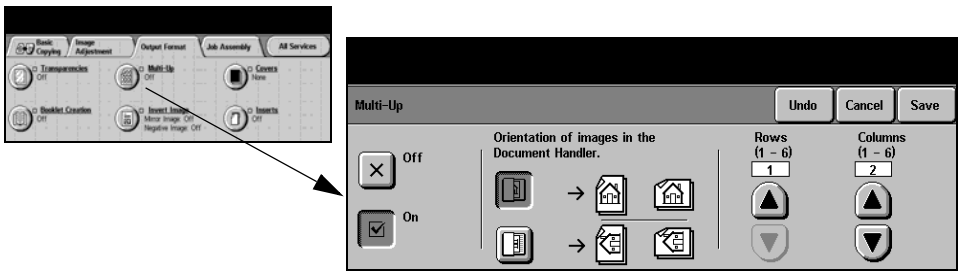 Basic Copying
Image Adjustment
Output Format
Job Assembly
All Services
Transparencies
Off
Multi-Up
Off
Covers
None
Booklet Creation
Off
Invert Image
Mirror Image: Off
Negative Image: Off
Inserts
Off
Multi-Up
Undo
Cancel
Save
Off
On
Orientation of images in the
Document Handler.
Rows
(1 - 6)
1
Columns
(1 - 6)
2